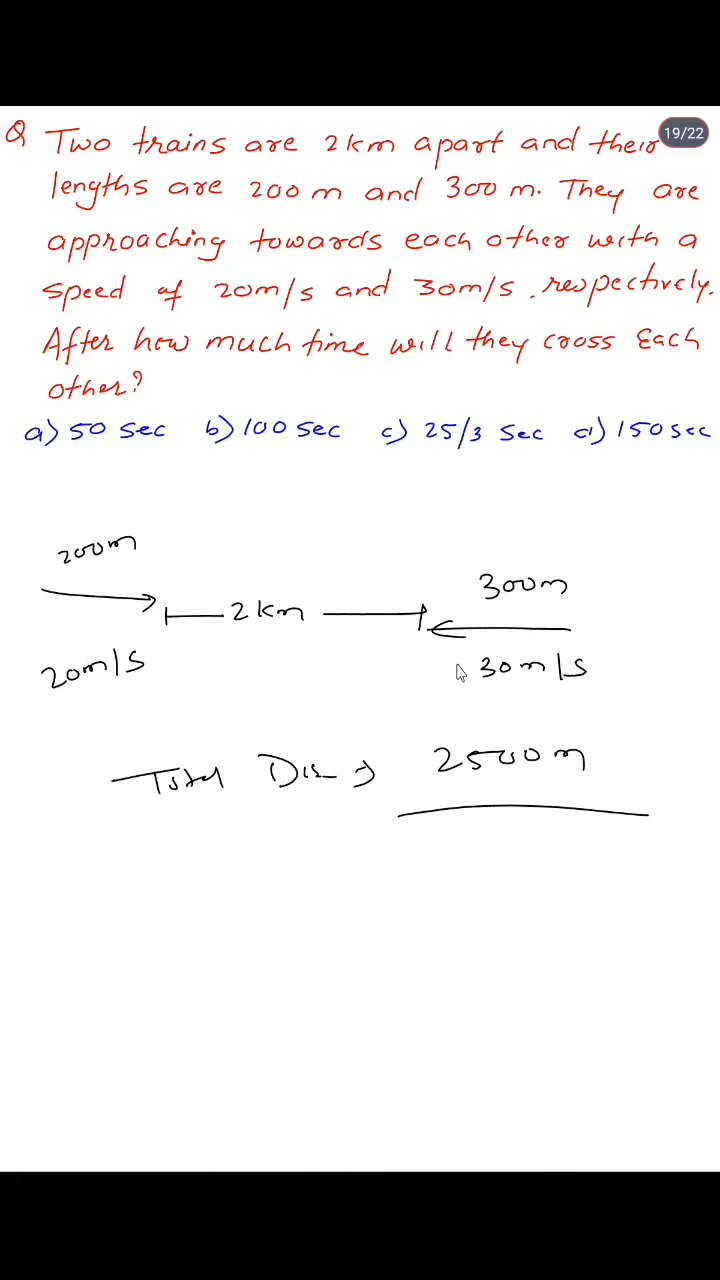 19/22
Q Two trains are 2km apart and their
lengths are 200 m and 300 m. They are
approaching towards each other with a
speed of 20m/s and 30m/s. respectively.
After how much time will they cross Each
other?
a) 50 sec b) 100 sec c) 25/3 sec d) 150 sec
200m
300m
2 km
20m/s
30m/s
Total Dis → 2500m